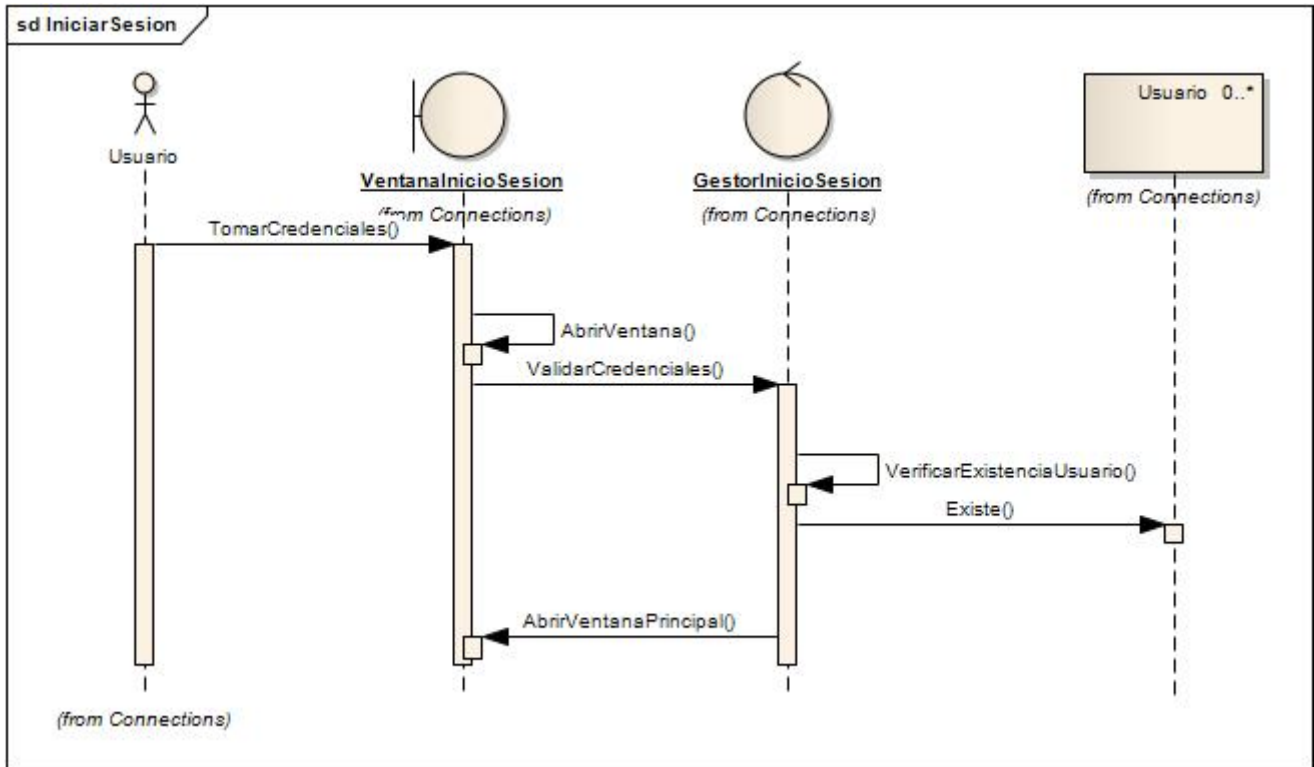 sd IniciarSesion
Usuario 0..*
Usuario
VentanaInicioSesion
GestorInicioSesion
(from Connections)
(from Connections)
(from Connections)
TomarCredenciales()
AbrirVentana()
ValidarCredenciales()
VerificarExistenciaUsuario()
Existe()
AbrirVentanaPrincipal()
(from Connections)